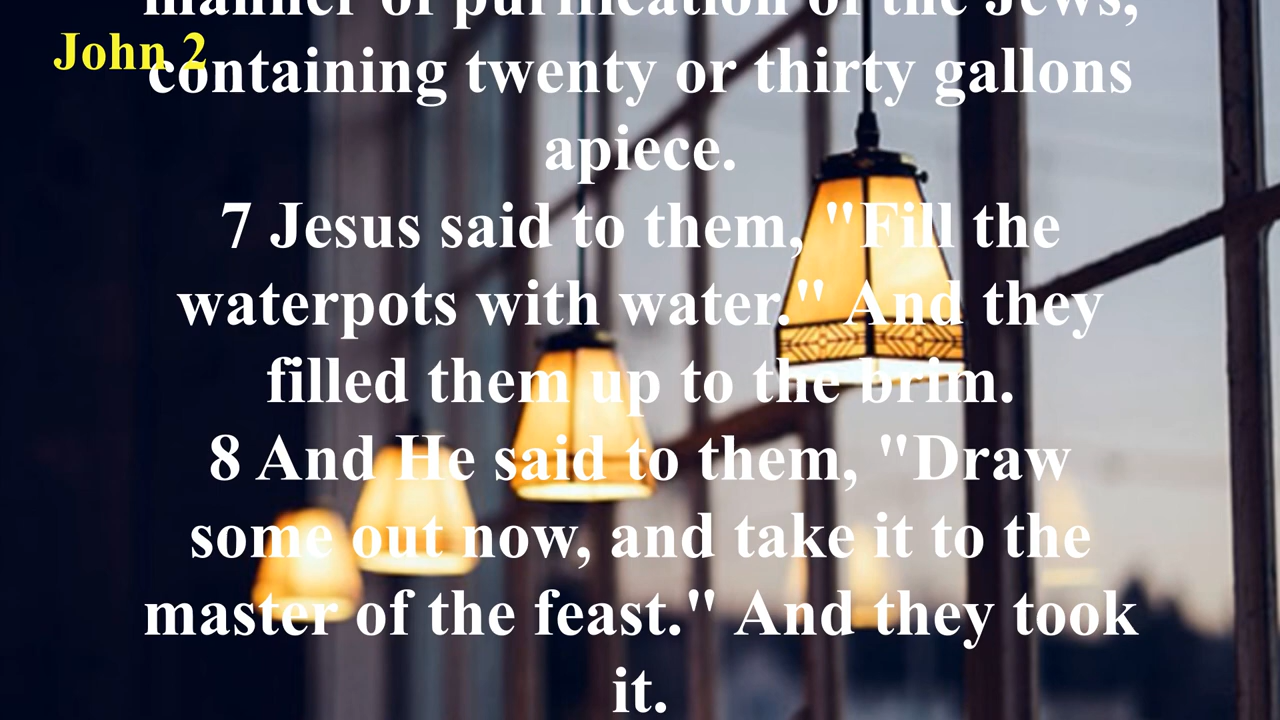 manner of purification of the Jews,
John 2
containing twenty or thirty gallons
apiece.
7 Jesus said to them, "Fill the
waterpots with water." And they
filled them up to the brim.
8 And He said to them, "Draw
some out now, and take it to the
master of the feast." And they took
it.